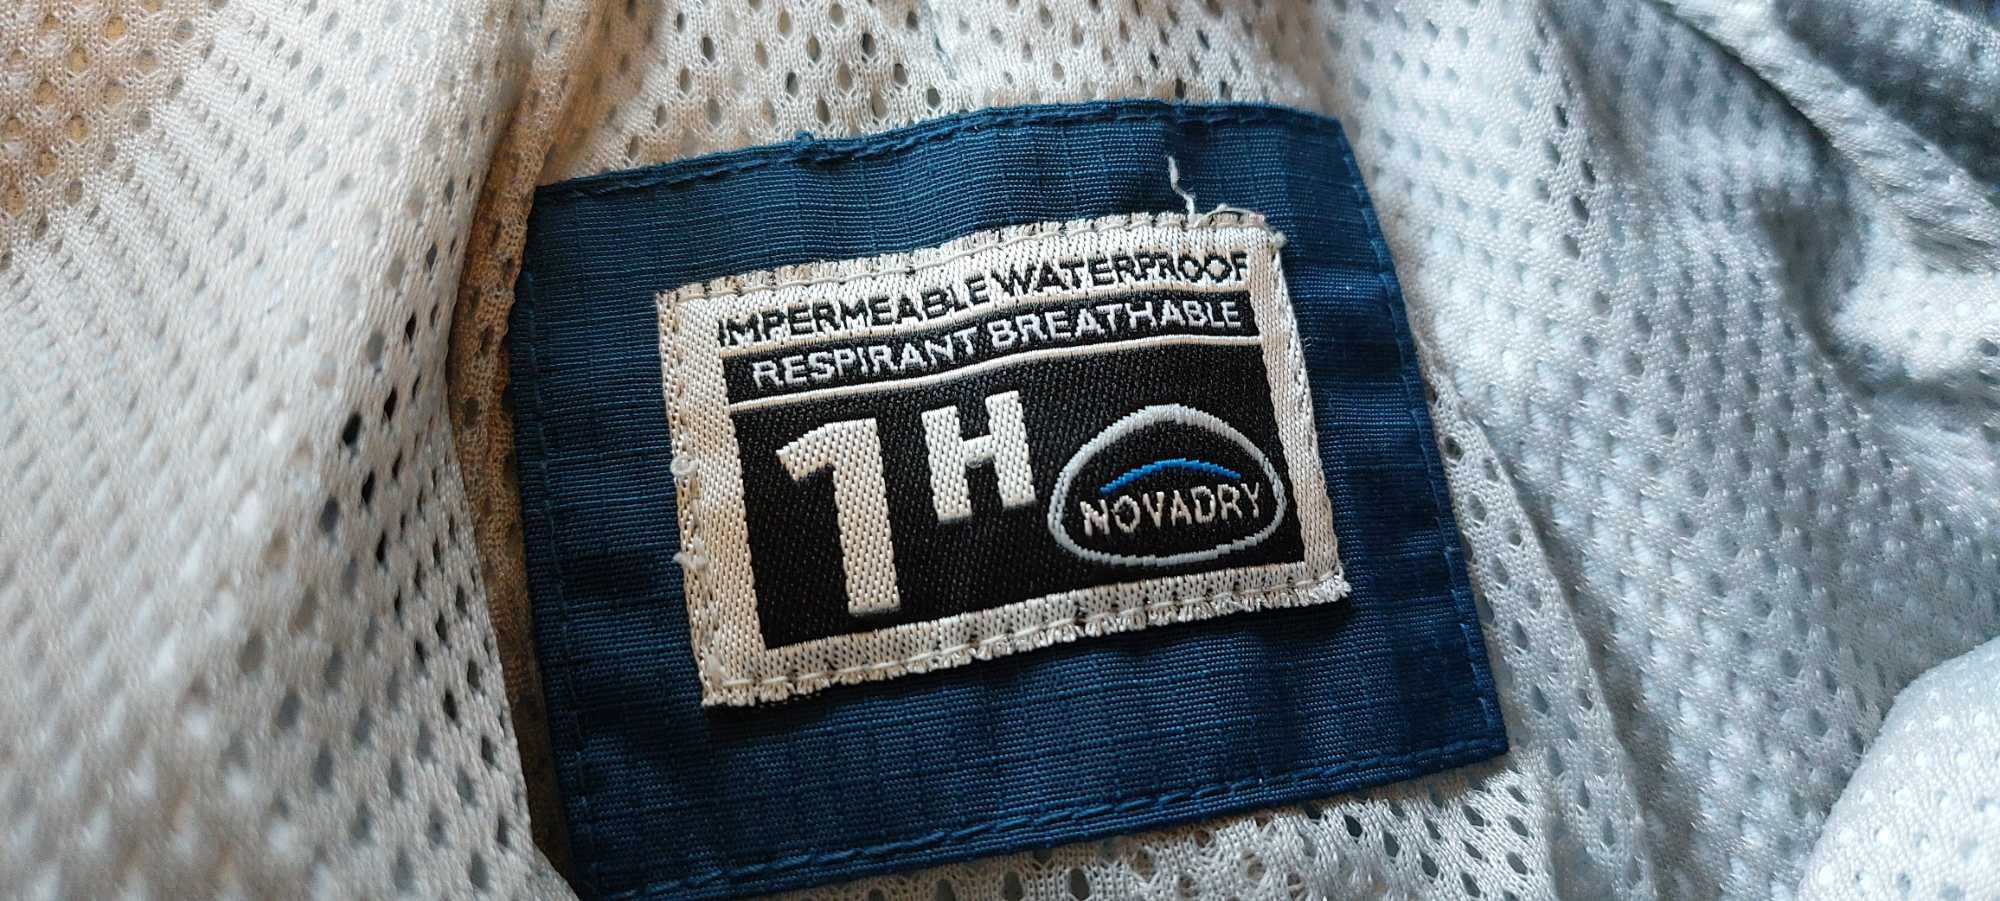 IMPERMEABLE WATERPROOF
RESPIRANT BREATHABLE
1H
NOVADRY